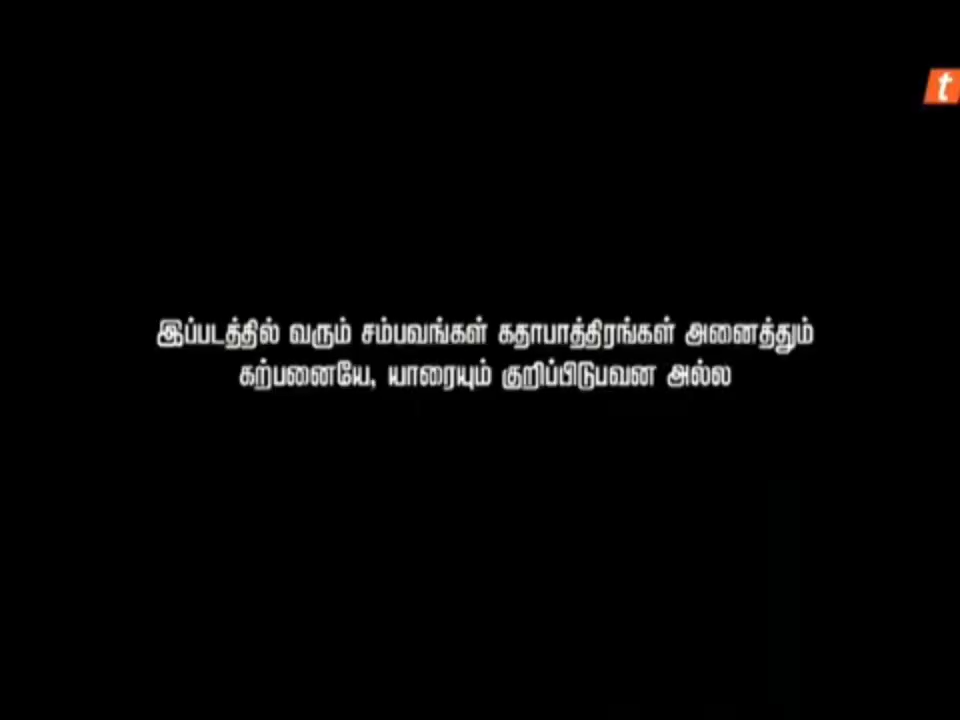 t
இப்படத்தில் வரும் சம்பவங்கள் கதாபாத்திரங்கள் அனைத்தும்
கற்பனையே, யாரையும் குறிப்பிடுபவன அல்ல